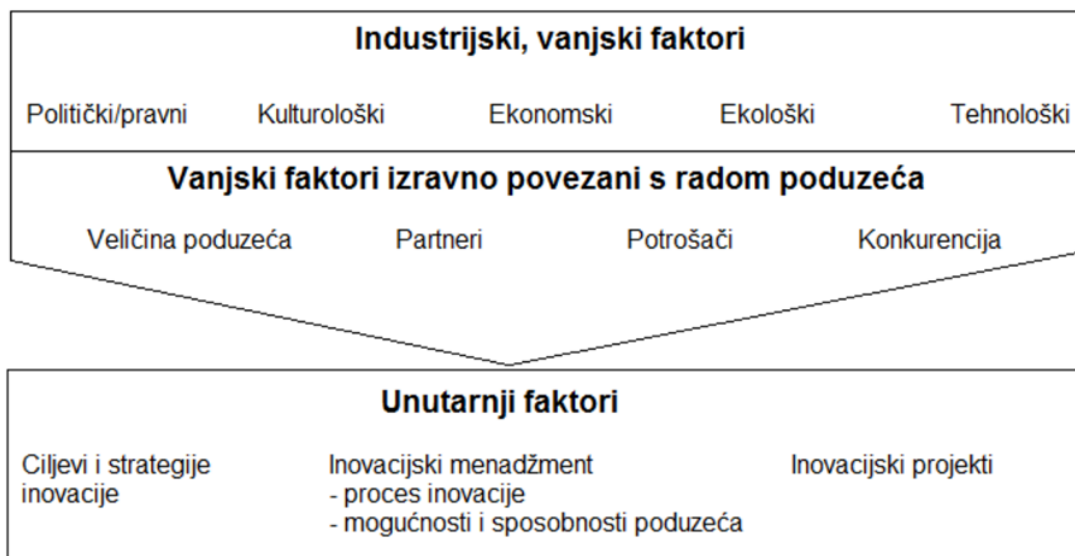 Industrijski, vanjski faktori
Politički/pravni Kulturološki Ekonomski Ekološki Tehnološki
Vanjski faktori izravno povezani s radom poduzeća
Veličina poduzeća Partneri Potrošači Konkurencija
Unutarnji faktori
Ciljevi i strategije inovacije
Inovacijski menadžment
- proces inovacije
- mogućnosti i sposobnosti poduzeća
Inovacijski projekti